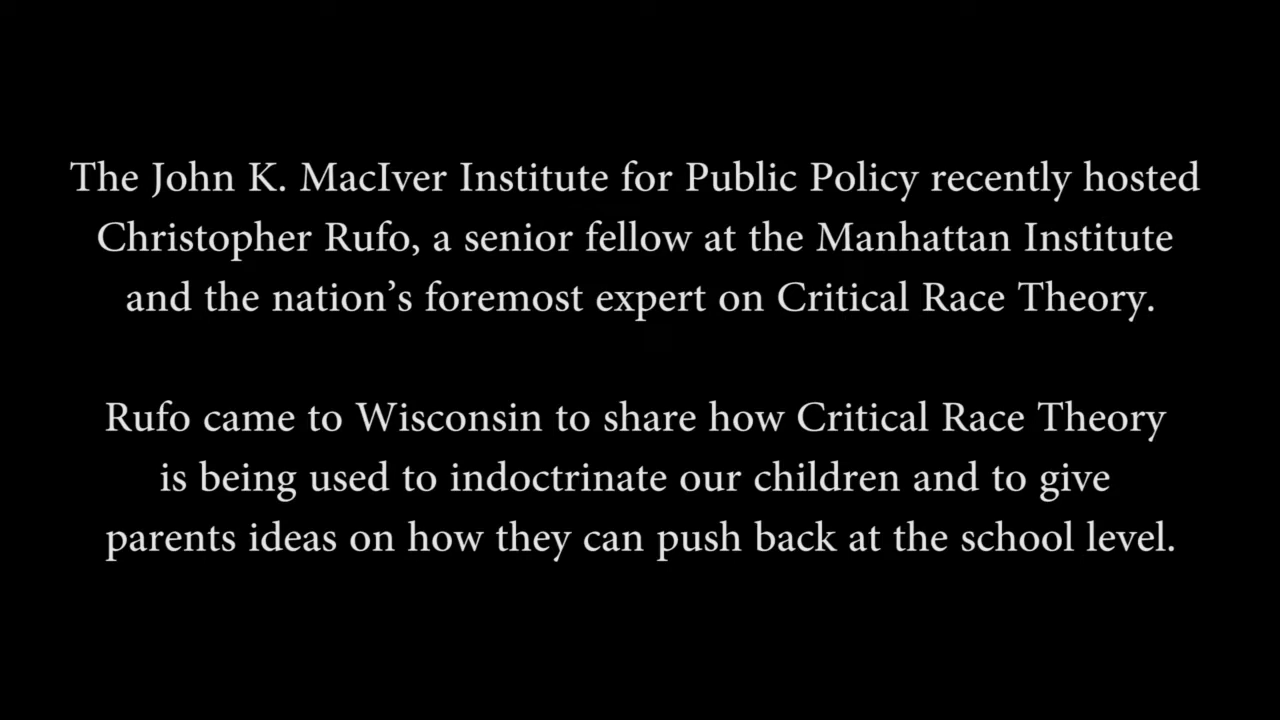 The John K. MacIver Institute for Public Policy recently hosted
Christopher Rufo, a senior fellow at the Manhattan Institute
and the nation’s foremost expert on Critical Race Theory.
Rufo came to Wisconsin to share how Critical Race Theory
is being used to indoctrinate our children and to give
parents ideas on how they can push back at the school level.